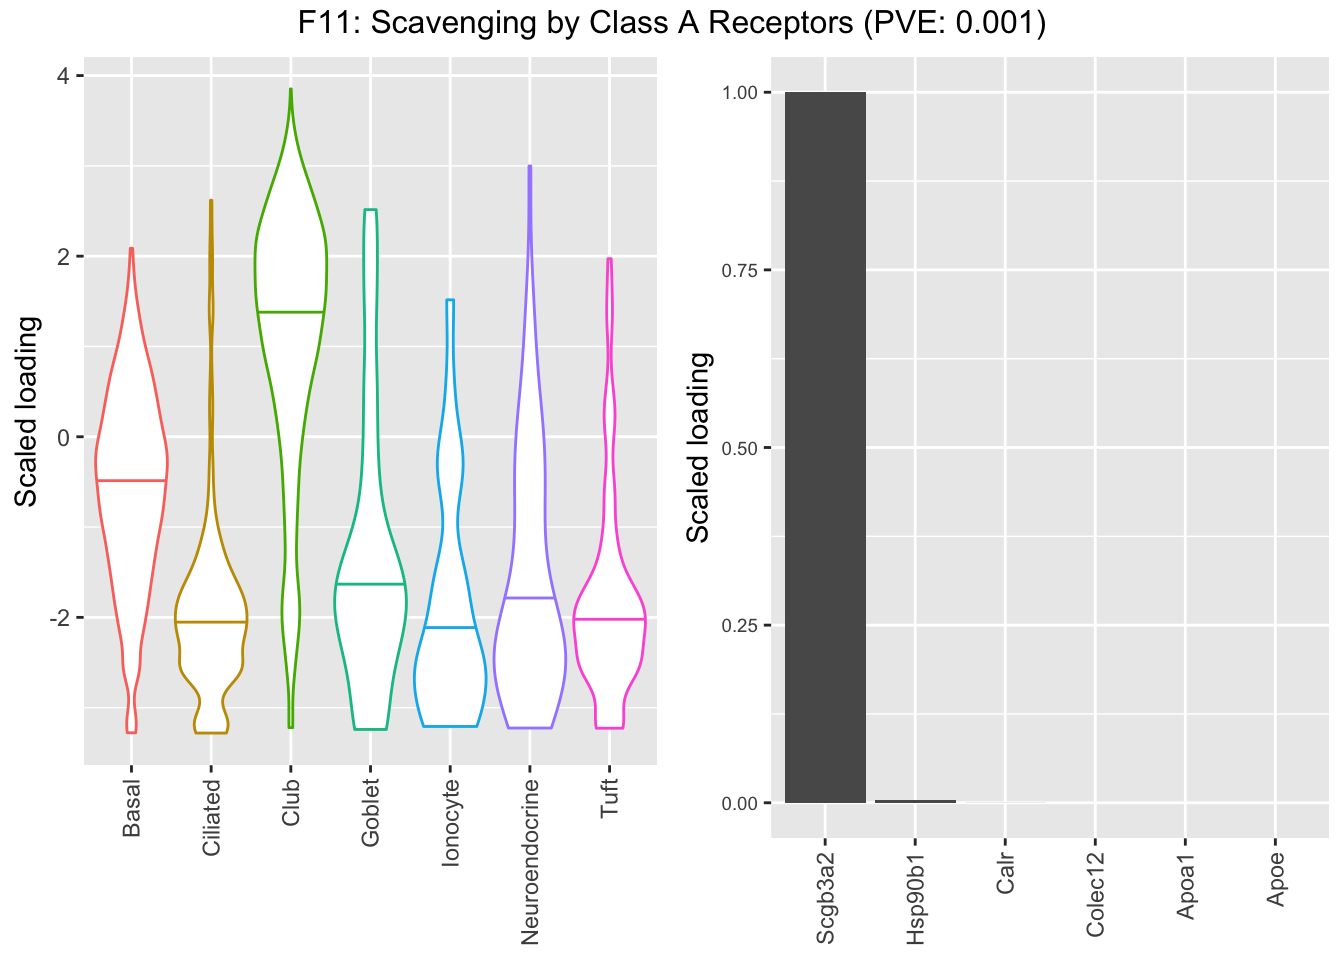 F11: Scavenging by Class A Receptors (PVE: 0.001)
Scaled loading
4
2
0
-2
Basal
Ciliated
Club
Goblet
Ionocyte
Neuroendocrine
Tuft
Scaled loading
1.00
0.75
0.50
0.25
0.00
Scgb3a2
Hsp90b1
Calr
Colec12
Apoa1
Apoe